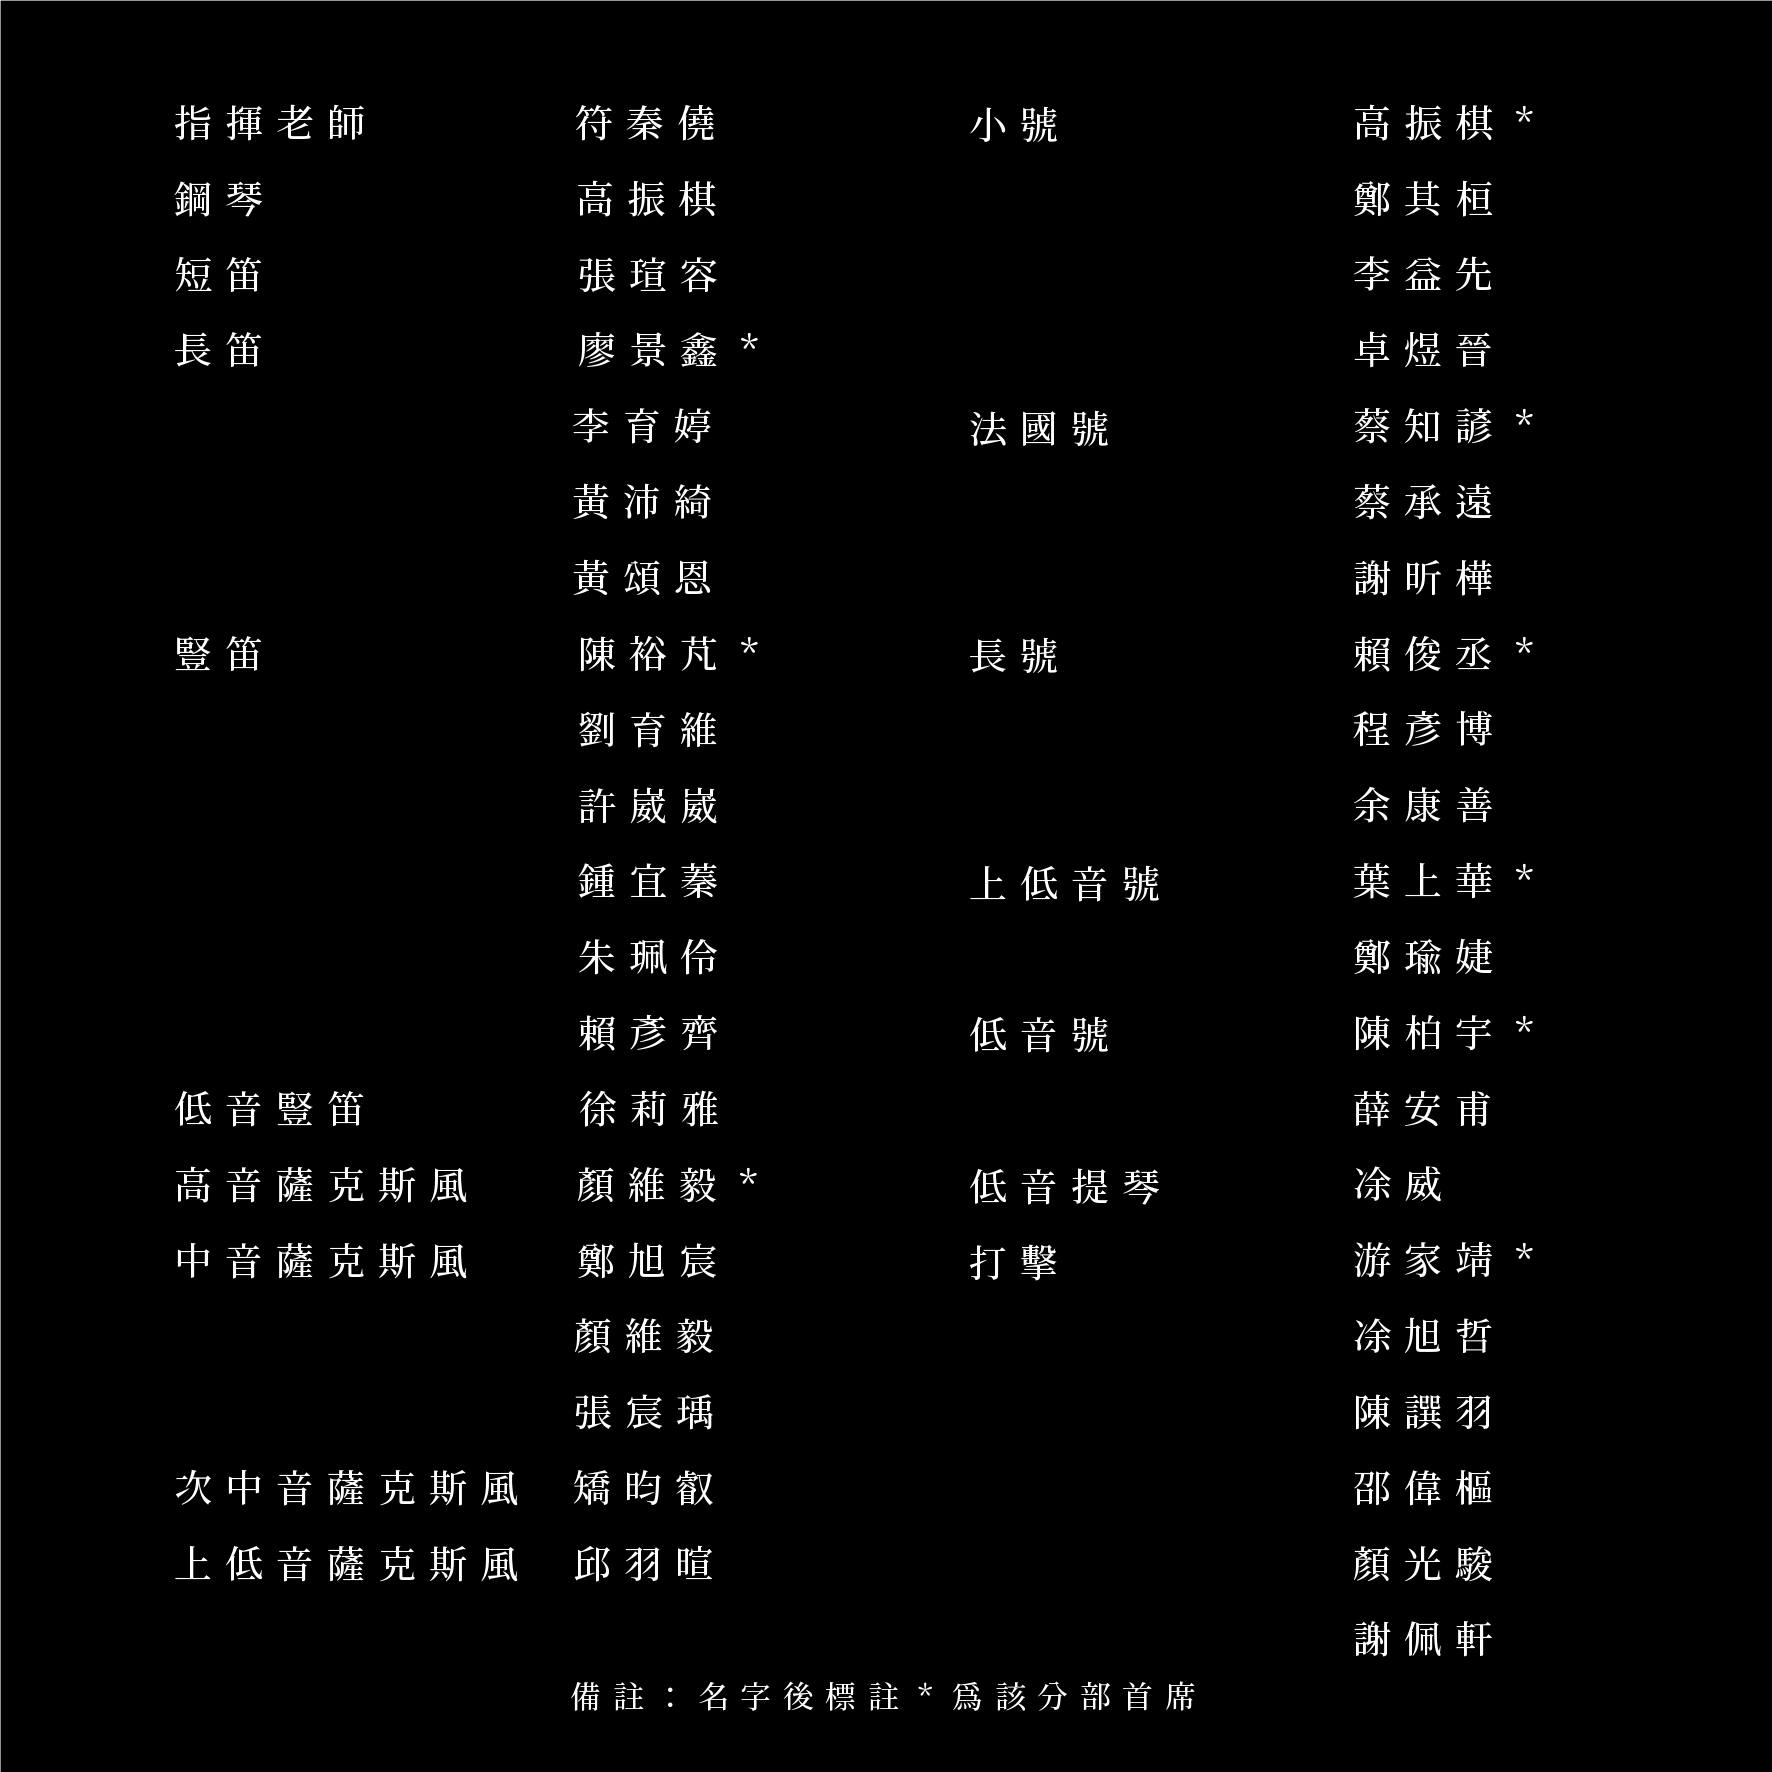 指揮老師 符秦僥
鋼琴 高振棋
短笛 張瑄容
長笛 廖景鑫*
李育婷
黃沛綺
黃頌恩
豎笛 陳裕芃*
劉育維
許崴崴
鍾宜蓁
朱珮伶
賴彥齊
低音豎笛 徐莉雅
高音薩克斯風 顏維毅*
中音薩克斯風 鄭旭宸
顏維毅
張宸瑀
次中音薩克斯風 矯昀叡
上低音薩克斯風 邱羽暄
小號 高振棋*
鄭其桓
李益先
卓煜晉
法國號 蔡知諺*
蔡承遠
謝昕樺
長號 賴俊丞*
程彥博
余康善
上低音號 葉上華*
鄭瑜婕
低音號 陳柏宇*
薛安甫
低音提琴 凃威
打擊 游家靖*
凃旭哲
陳譔羽
邵偉樞
顏光駿
謝佩軒
備註：名字後標註*為該分部首席